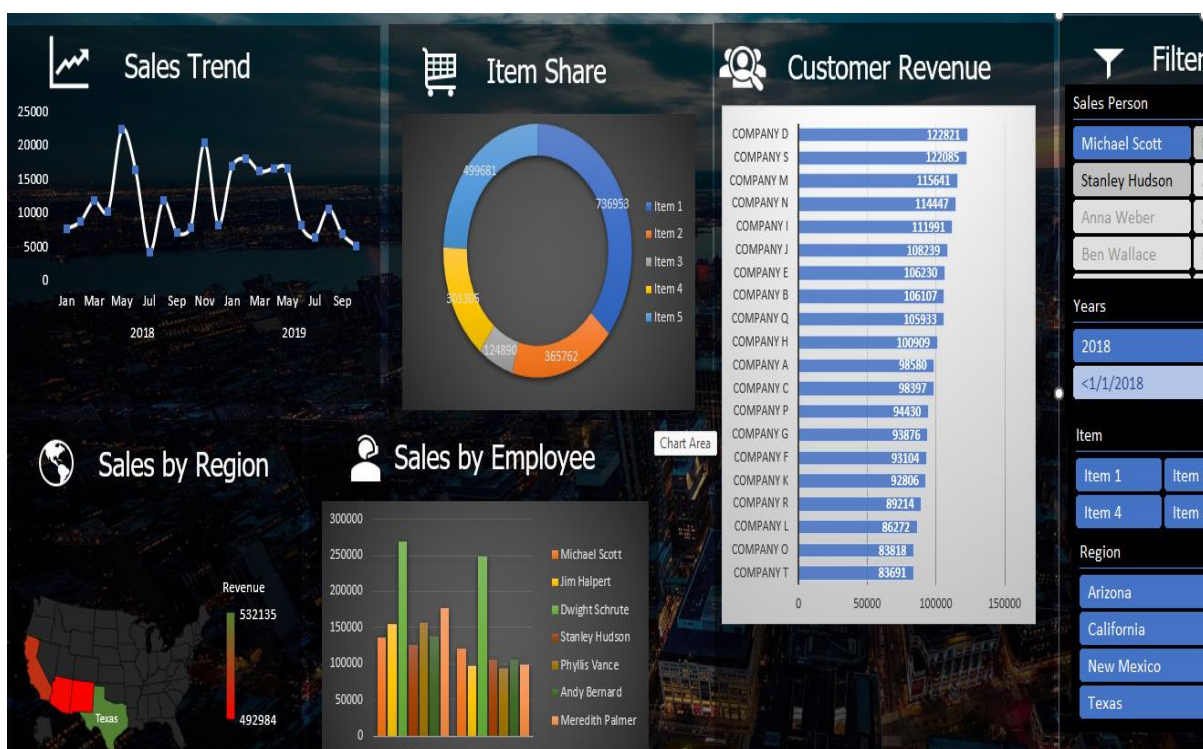 Sales Trend
25000
20000
15000
10000
5000
0
Jan Mar May Jul Sep Nov Jan Mar May Jul Sep
2018 2019
Item Share
499681
736953
301305
124890
365762
Item 1
Item 2
Item 3
Item 4
Item 5
Customer Revenue
COMPANY D 122821
COMPANY S 122085
COMPANY M 115641
COMPANY N 114447
COMPANY I 111991
COMPANY J 108239
COMPANY E 106230
COMPANY B 106107
COMPANY Q 105933
COMPANY H 100909
COMPANY A 98580
COMPANY C 98397
COMPANY P 94430
COMPANY G 93876
COMPANY F 93104
COMPANY K 92806
COMPANY R 89214
COMPANY L 86272
COMPANY O 83818
COMPANY T 83691
0 50000 100000 150000
Chart Area
Sales by Region
Revenue
532135
492984
Texas
Sales by Employee
300000
250000
200000
150000
100000
50000
0
Michael Scott
Jim Halpert
Dwight Schrute
Stanley Hudson
Phyllis Vance
Andy Bernard
Meredith Palmer
Filter
Sales Person
Michael Scott
Stanley Hudson
Anna Weber
Ben Wallace
Years
2018
<1/1/2018
Item
Item 1 Item
Item 4 Item
Region
Arizona
California
New Mexico
Texas